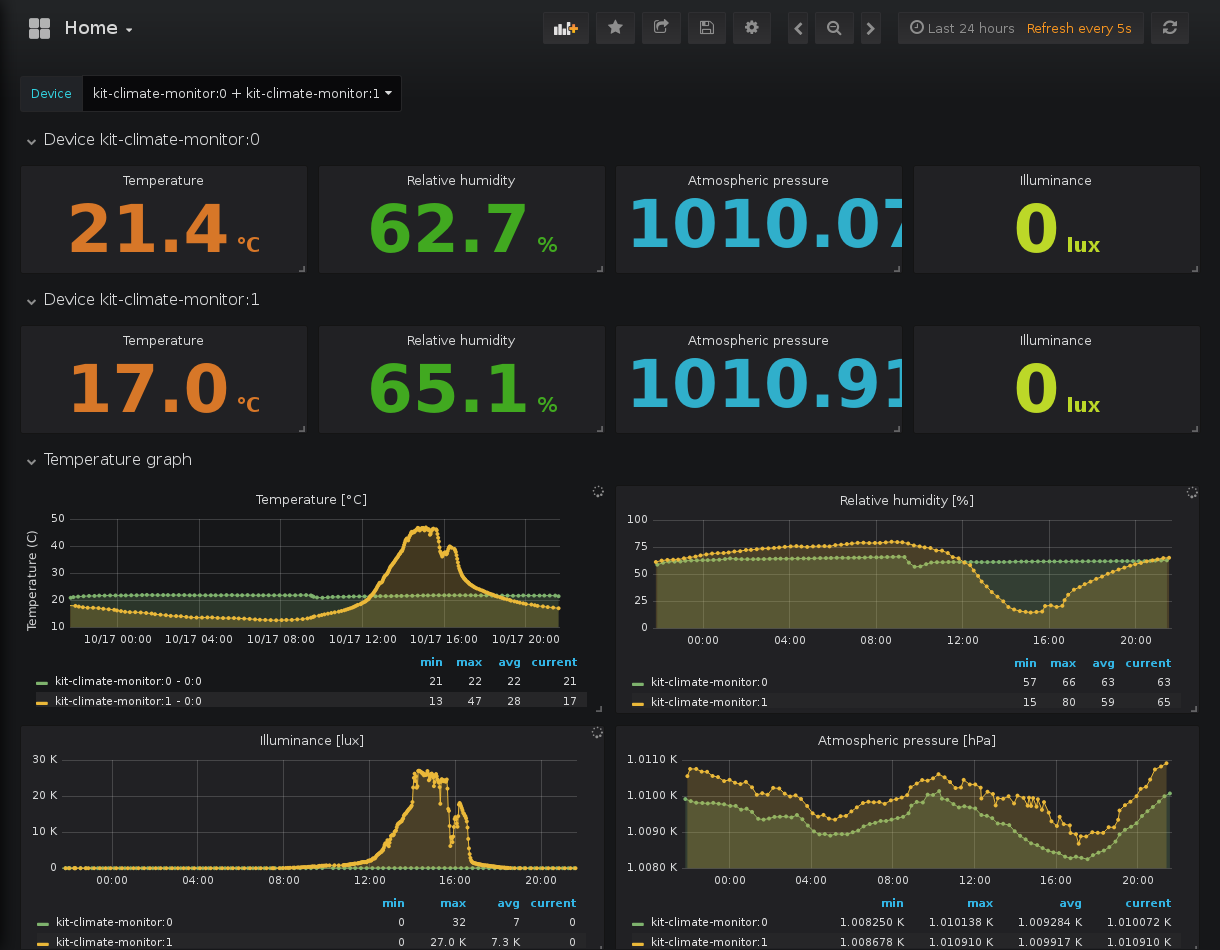 Home
Last 24 hours Refresh every 5s
Device kit-climate-monitor:0 + kit-climate-monitor:1
Device kit-climate-monitor:0
Temperature
21.4 °C
Relative humidity
62.7 %
Atmospheric pressure
1010.07
Illuminance
0 lux
Device kit-climate-monitor:1
Temperature
17.0 °C
Relative humidity
65.1 %
Atmospheric pressure
1010.91
Illuminance
0 lux
Temperature graph
Temperature [°C]
Temperature (C)
50
40
30
20
10
10/17 00:00 10/17 04:00 10/17 08:00 10/17 12:00 10/17 16:00 10/17 20:00
min max avg current
kit-climate-monitor:0 - 0:0 21 22 22 21
kit-climate-monitor:1 - 0:0 13 47 28 17
Relative humidity [%]
100
75
50
25
0
00:00 04:00 08:00 12:00 16:00 20:00
min max avg current
kit-climate-monitor:0 57 66 63 63
kit-climate-monitor:1 15 80 59 65
Illuminance [lux]
30 K
20 K
10 K
0
00:00 04:00 08:00 12:00 16:00 20:00
min max avg current
kit-climate-monitor:0 0 32 7 0
kit-climate-monitor:1 0 27.0 K 7.3 K 0
Atmospheric pressure [hPa]
1.0110 K
1.0100 K
1.0090 K
1.0080 K
00:00 04:00 08:00 12:00 16:00 20:00
min max avg current
kit-climate-monitor:0 1.008250 K 1.010138 K 1.009284 K 1.010072 K
kit-climate-monitor:1 1.008678 K 1.010910 K 1.009917 K 1.010910 K